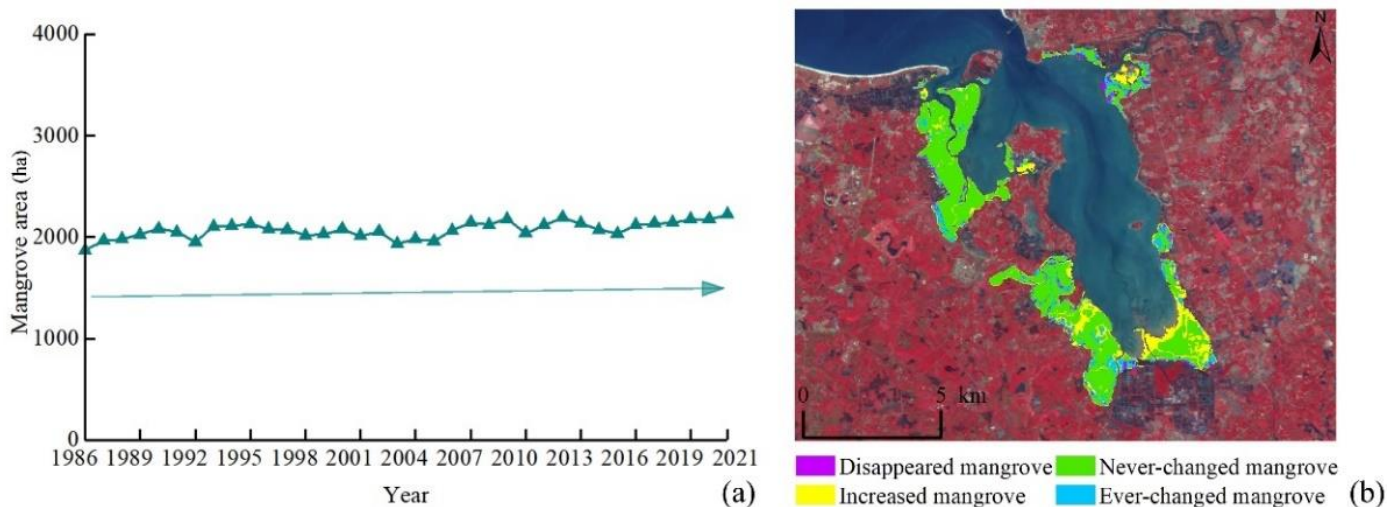 4000
3000
2000
1000
0
Mangrove area (ha)
1986 1989 1992 1995 1998 2001 2004 2007 2010 2013 2016 2019 2021
Year
(a)
N
0 5 km
Disappeared mangrove
Never-changed mangrove
Increased mangrove
Ever-changed mangrove
(b)